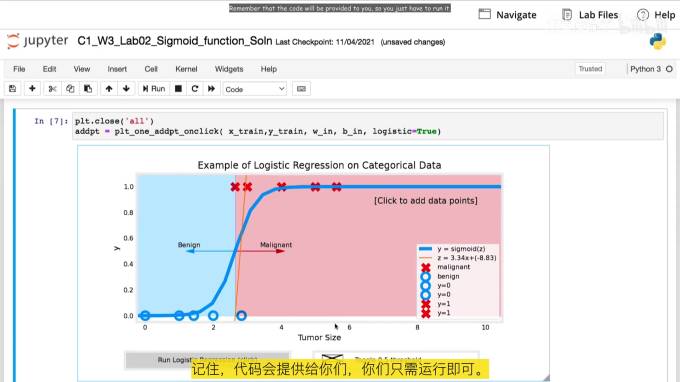 Remember that the code will be provided to you, so you just have to run it.
Navigate
Lab Files
Help
jupyter C1_W3_Lab02_Sigmoid_function_Soln Last Checkpoint: 11/04/2021 (unsaved changes)
File Edit View Insert Cell Kernel Widgets Help
Trusted
Python 3
Run
Code
In [7]: plt.close('all')
addpt = plt_one_addpt_onclick( x_train,y_train, w_in, b_in, logistic=True)
Example of Logistic Regression on Categorical Data
1.0
0.8
0.6
0.4
0.2
0.0
y
[Click to add data points]
Benign
Malignant
y = sigmoid(z)
z = 3.34x+(-8.83)
malignant
benign
y=0
y=0
y=1
y=1
0 2 4 6 8 10
Tumor Size
Run Logistic Regression (click)
记住，代码会提供给你们，你们只需运行即可。